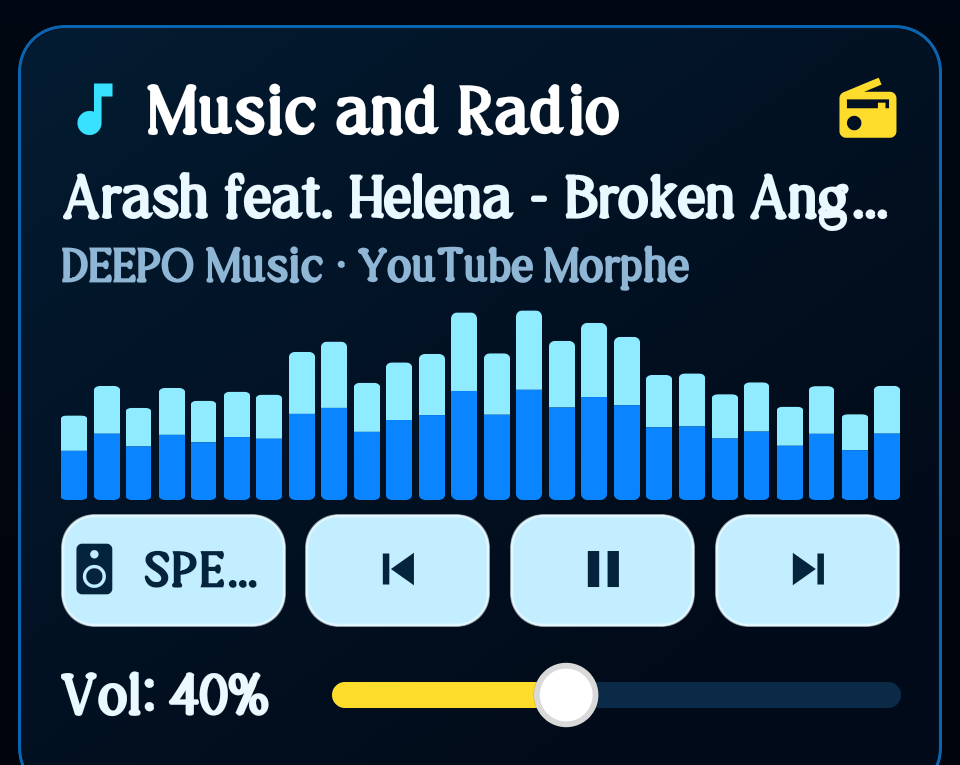 Music and Radio
Arash feat. Helena - Broken Ang...
DEEPO Music · YouTube Morphe
SPE...
Vol: 40%